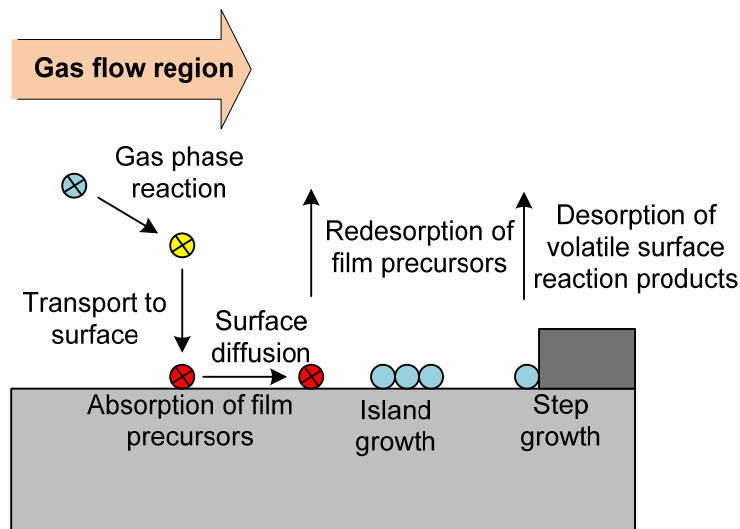 Gas flow region
Gas phase
reaction
Transport to
surface
Surface
diffusion
Redesorption of
film precursors
Desorption of
volatile surface
reaction products
Absorption of film
precursors
Island
growth
Step
growth